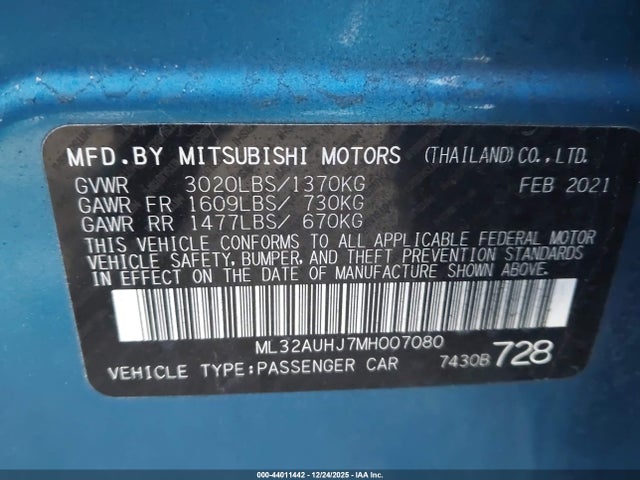 MFD.BY MITSUBISHI MOTORS (THAILAND)CO.,LTD.
GVWR 3020LBS/1370KG FEB 2021
GAWR FR 1609LBS/ 730KG
GAWR RR 1477LBS/ 670KG
THIS VEHICLE CONFORMS TO ALL APPLICABLE FEDERAL MOTOR
VEHICLE SAFETY, BUMPER, AND THEFT PREVENTION STANDARDS
IN EFFECT ON THE DATE OF MANUFACTURE SHOWN ABOVE.
ML32AUHJ7MH007080
VEHICLE TYPE:PASSENGER CAR 7430B 728
000-44011442 - 12/24/2025 - IAA Inc.